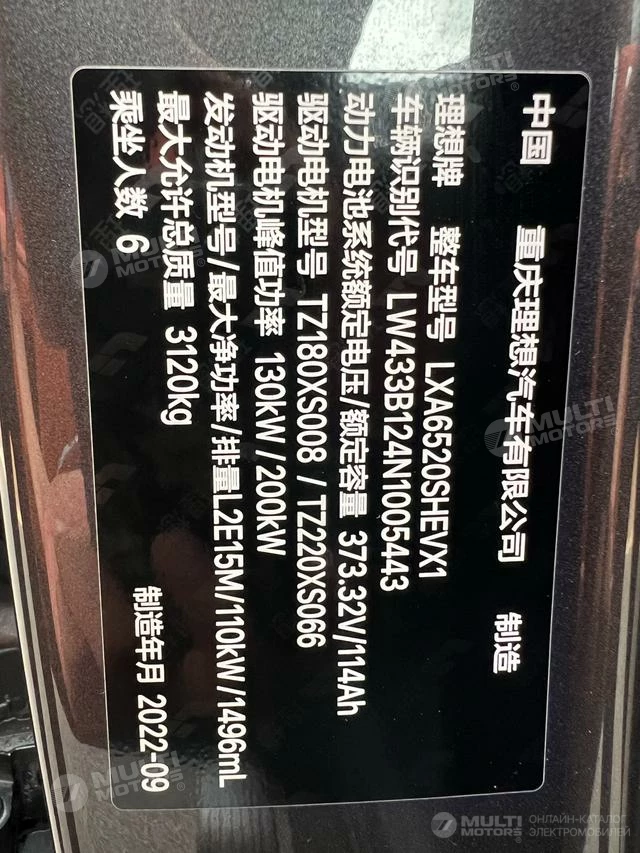 中国 重庆理想汽车有限公司 制造
理想牌 整车型号 LXA6520SHEVX1
车辆识别代号 LW433B124N1005443
动力电池系统额定电压/额定容量 373.32V/114Ah
驱动电机型号 TZ180XS008 / TZ220XS066
驱动电机峰值功率 130kW / 200kW
发动机型号/最大净功率/排量L2E15M/110kW/1496mL
最大允许总质量 3120kg
乘坐人数 6 制造年月 2022-09
MULTI MOTORS®
MULTI MOTORS
MULTI MOTORS
MULTI MOTORS® ОНЛАЙН-КАТАЛОГ
ЭЛЕКТРОМОБИЛЕЙ